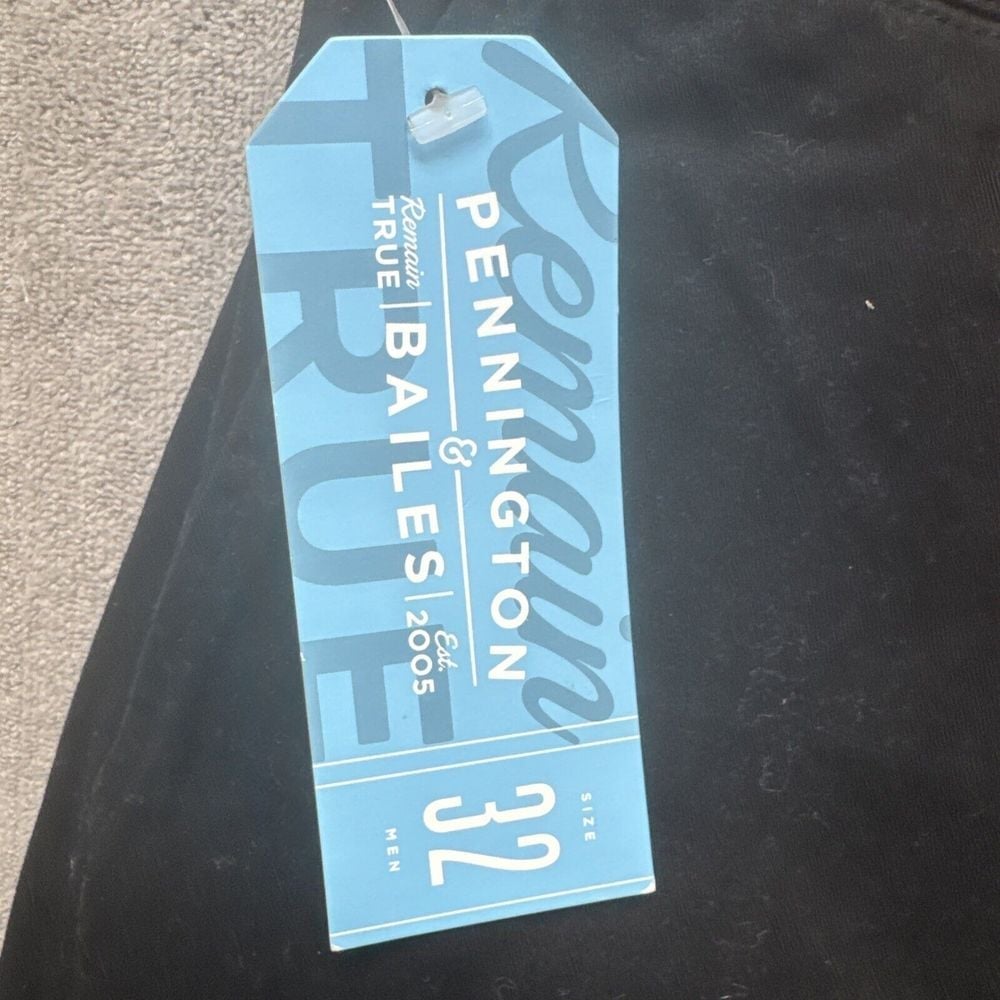 Remain
TRUE
PENNINGTON
&
Remain
TRUE
BAILES
Est.
2005
SIZE
32
MEN